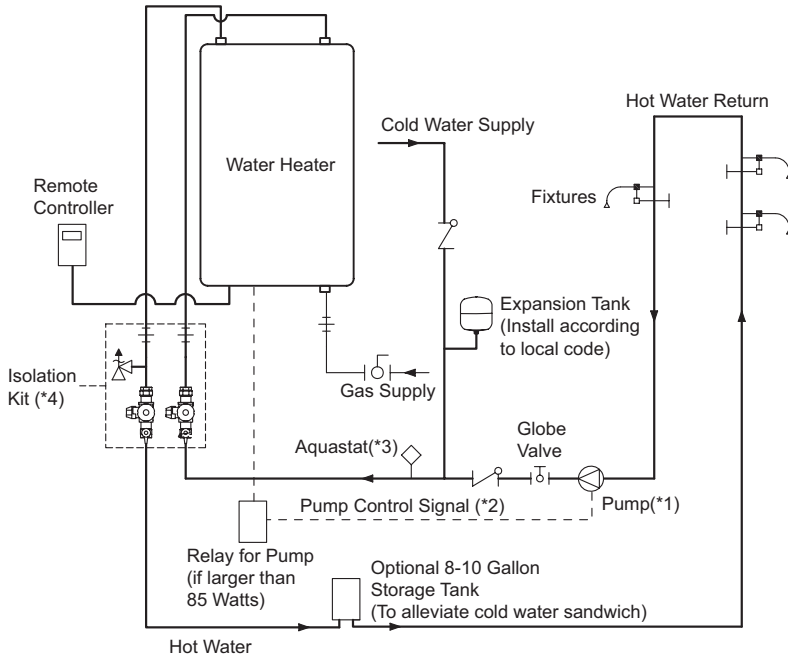 Hot Water Return
Cold Water Supply
Water Heater
Remote
Controller
Fixtures
Expansion Tank
(Install according
to local code)
Isolation
Kit (*4)
Gas Supply
Globe
Valve
Aquastat(*3)
Pump Control Signal (*2)
Pump(*1)
Relay for Pump
(if larger than
85 Watts)
Optional 8-10 Gallon
Storage Tank
(To alleviate cold water sandwich)
Hot Water